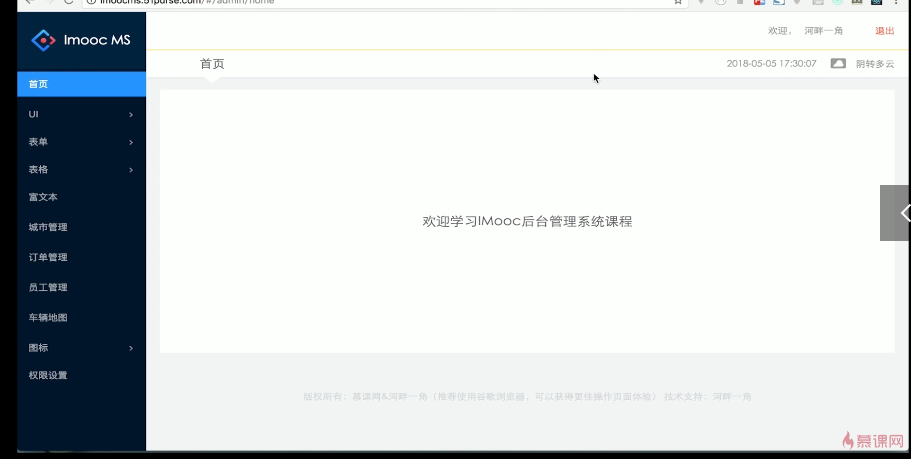 imoocms.51purse.com/#/admin/home
Imooc MS
欢迎， 河畔一角 退出
首页
2018-05-05 17:30:07 阴转多云
首页
UI
表单
表格
富文本
城市管理
订单管理
员工管理
车辆地图
图标
权限设置
欢迎学习IMooc后台管理系统课程
版权所有：慕课网&河畔一角（推荐使用谷歌浏览器，可以获得更佳操作页面体验） 技术支持：河畔一角
慕课网